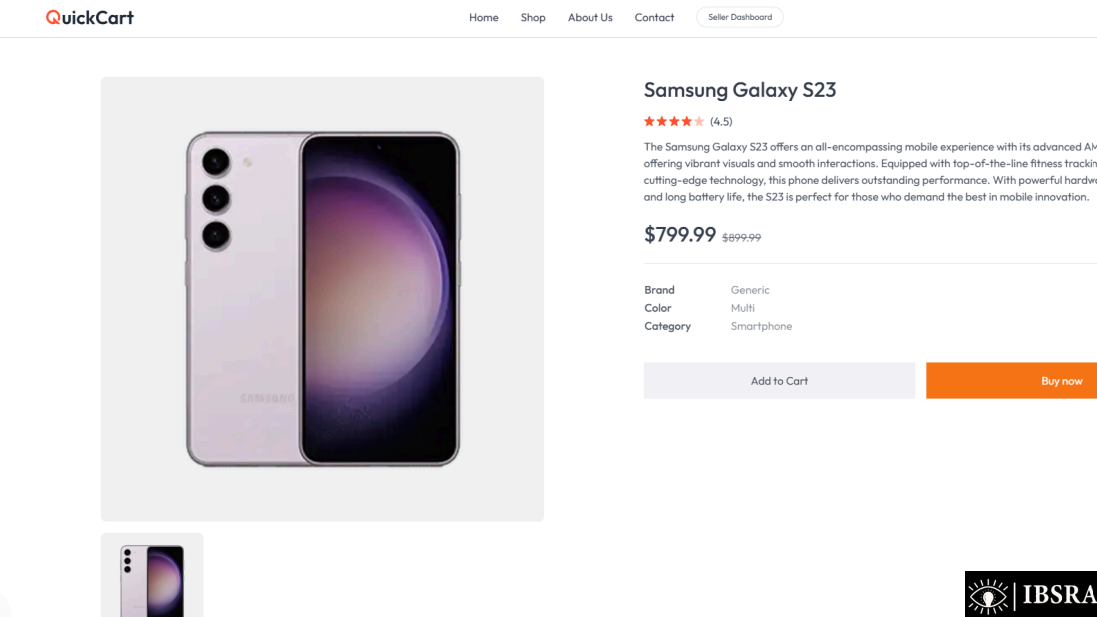 QuickCart
Home Shop About Us Contact Seller Dashboard
Samsung Galaxy S23
(4.5)
The Samsung Galaxy S23 offers an all-encompassing mobile experience with its advanced AM
offering vibrant visuals and smooth interactions. Equipped with top-of-the-line fitness trackin
cutting-edge technology, this phone delivers outstanding performance. With powerful hardw
and long battery life, the S23 is perfect for those who demand the best in mobile innovation.
$799.99 $899.99
Brand Generic
Color Multi
Category Smartphone
Add to Cart Buy now
SAMSUNG
IBSRA